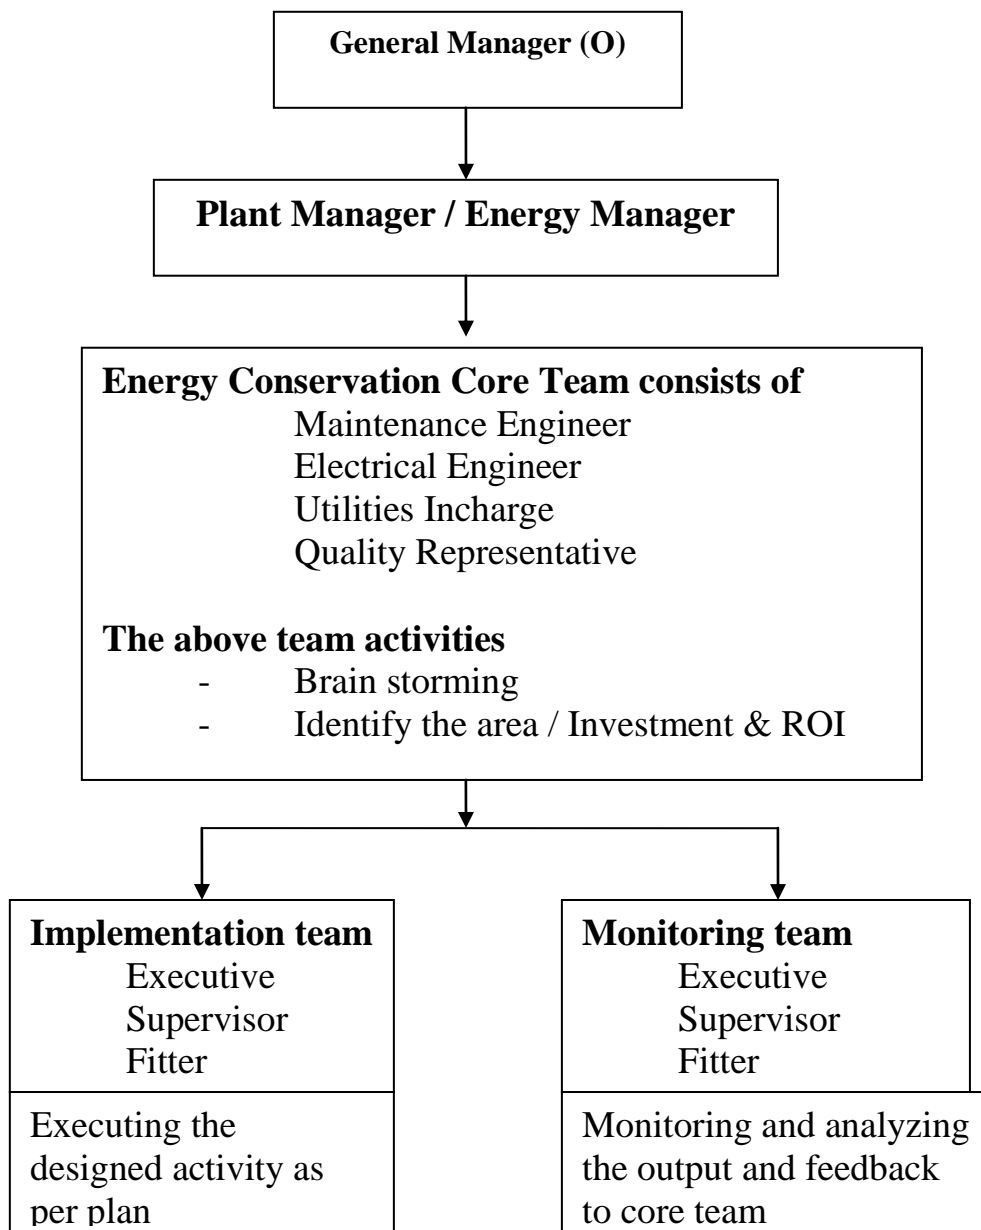 General Manager (O)
Plant Manager / Energy Manager
Energy Conservation Core Team consists of
Maintenance Engineer
Electrical Engineer
Utilities Incharge
Quality Representative
The above team activities
- Brain storming
- Identify the area / Investment & ROI
Implementation team
Executive
Supervisor
Fitter
Executing the
designed activity as
per plan
Monitoring team
Executive
Supervisor
Fitter
Monitoring and analyzing
the output and feedback
to core team